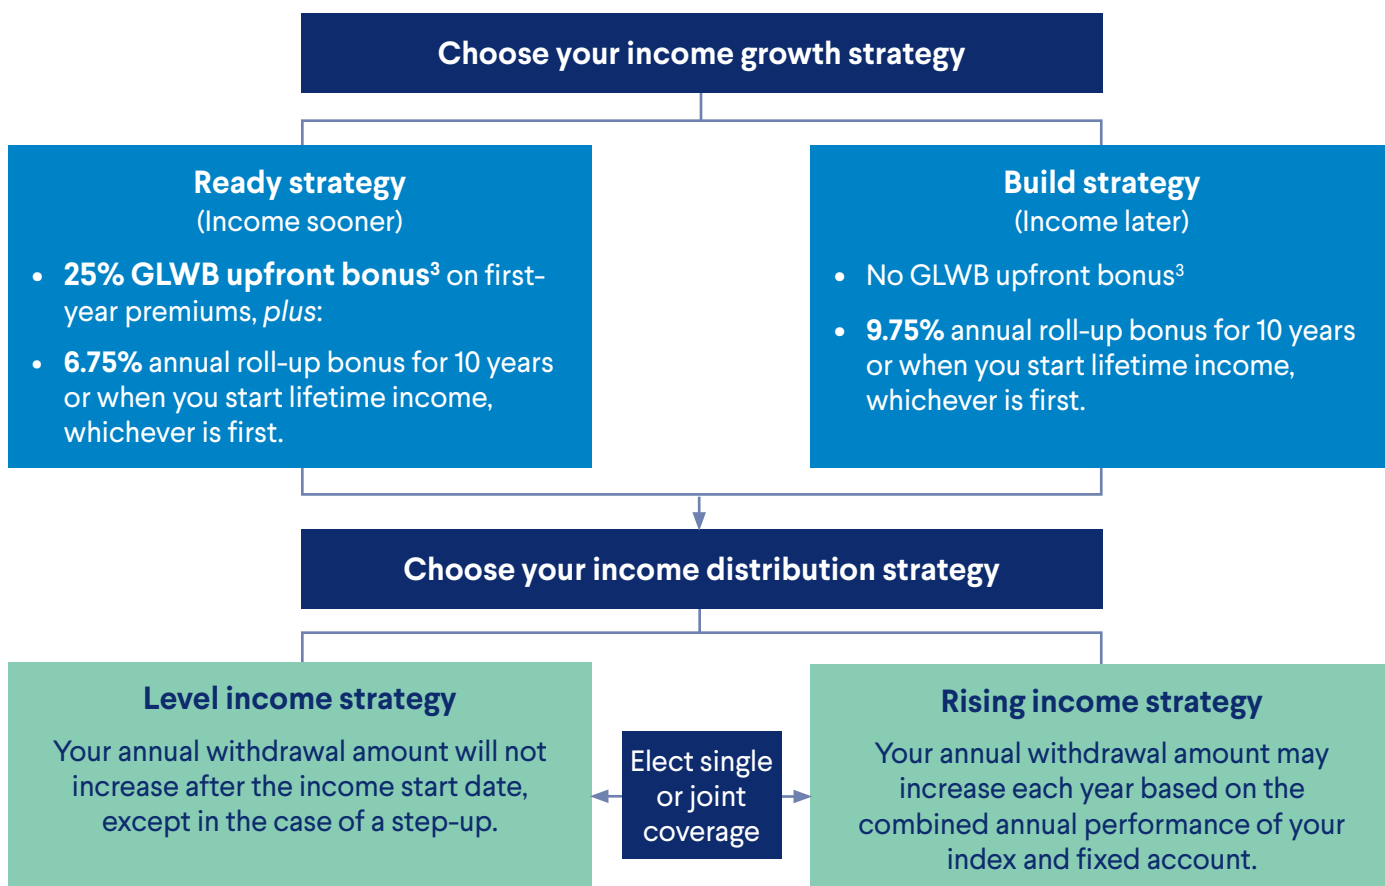 Choose your income growth strategy
Ready strategy
(Income sooner)
• 25% GLWB upfront bonus³ on first-
year premiums, plus:
• 6.75% annual roll-up bonus for 10 years
or when you start lifetime income,
whichever is first.
Build strategy
(Income later)
• No GLWB upfront bonus³
• 9.75% annual roll-up bonus for 10 years
or when you start lifetime income,
whichever is first.
Choose your income distribution strategy
Level income strategy
Your annual withdrawal amount will not
increase after the income start date,
except in the case of a step-up.
Elect single
or joint
coverage
Rising income strategy
Your annual withdrawal amount may
increase each year based on the
combined annual performance of your
index and fixed account.